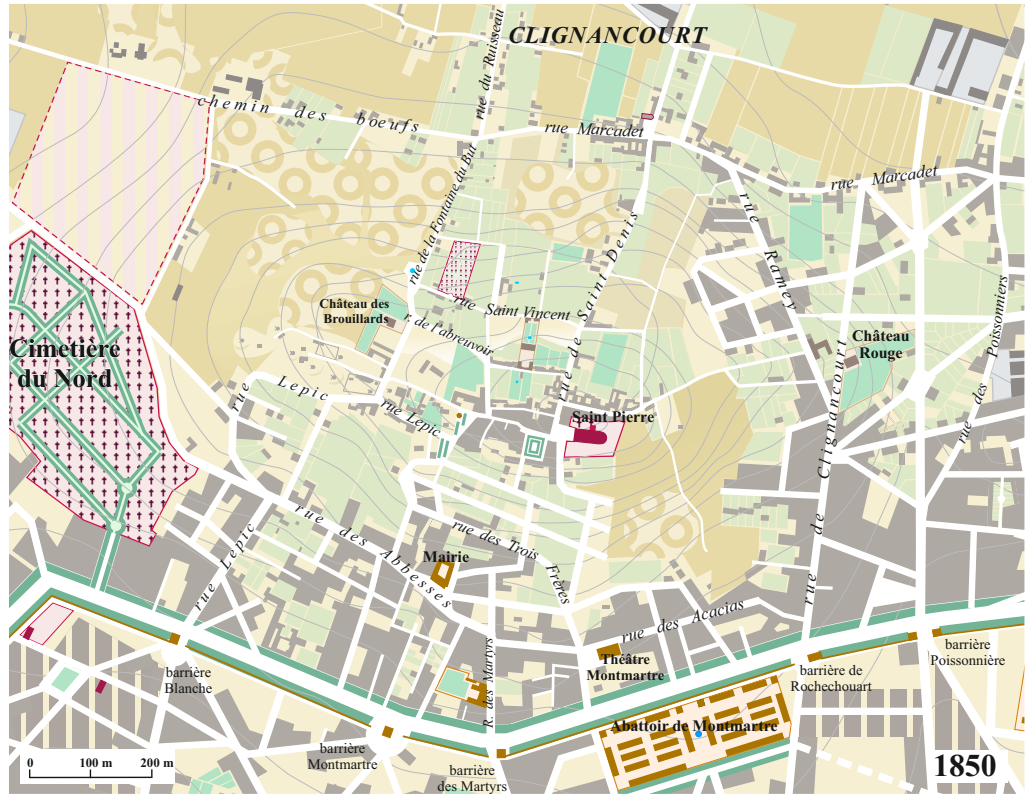 CLIGNANCOURT
rue du Ruisseau
chemin des boeufs
rue Marcadet
rue Marcadet
rue de la Fontaine du But
rue de Saint Denis
rue Ramey
Château des
Brouillards
rue Saint Vincent
r. de l'abreuvoir
Cimetière
du Nord
Château
Rouge
rue des Poissonniers
rue Lepic
rue Lepic
Saint Pierre
rue de Clignancourt
rue des Abbesses
rue des Trois Frères
Mairie
rue Lepic
rue des Acacias
R. des Martyrs
Théâtre
Montmartre
barrière
Blanche
barrière de
Rochechouart
barrière
Poissonnière
Abattoir de Montmartre
barrière
Montmartre
barrière
des Martyrs
0 100 m 200 m
1850